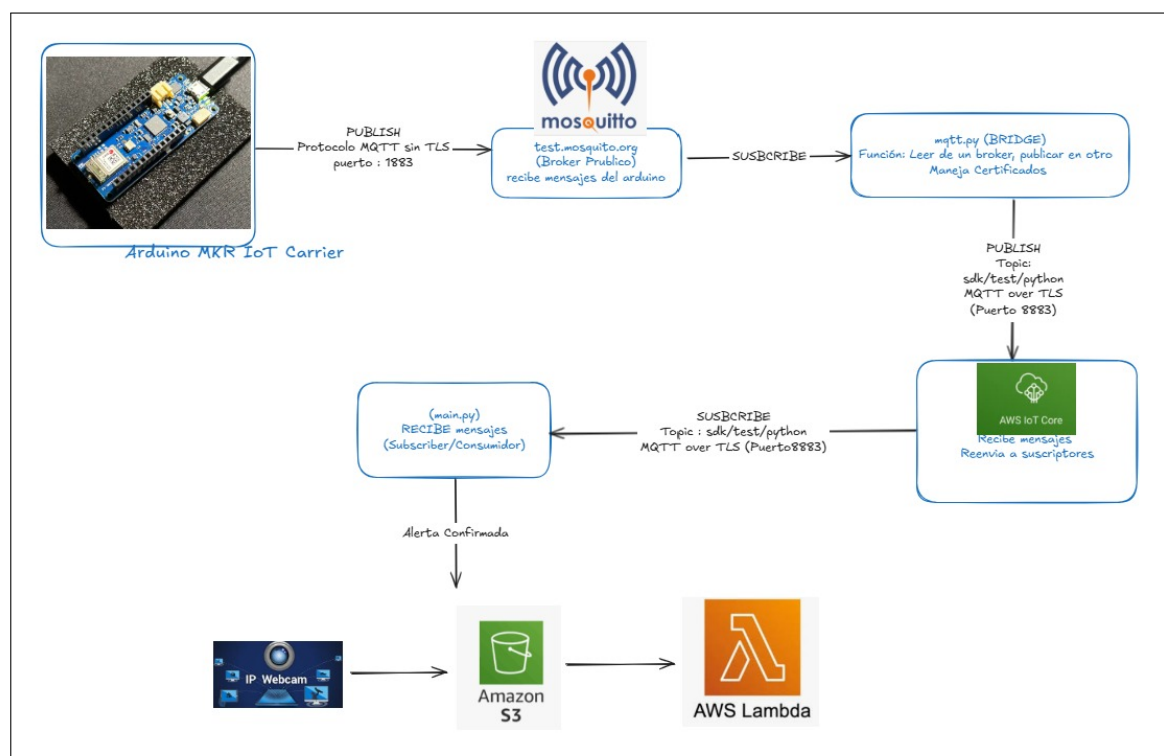 Arduino MKR IoT Carrier
PUBLISH
Protocolo MQTT sin TLS
puerto : 1883
mosquitto
test.mosquito.org
(Broker Prublico)
recibe mensajes del arduino
SUSBCRIBE
mqtt.py (BRIDGE)
Función: Leer de un broker, publicar en otro
Maneja Certificados
PUBLISH
Topic:
sdk/test/python
MQTT over TLS
(Puerto 8883)
AWS IoT Core
Recibe mensajes
Reenvia a suscriptores
SUSBCRIBE
Topic : sdk/test/python
MQTT over TLS (Puerto8883)
(main.py)
RECIBE mensajes
(Subscriber/Consumidor)
Alerta Confirmada
IP Webcam
Amazon
S3
AWS Lambda